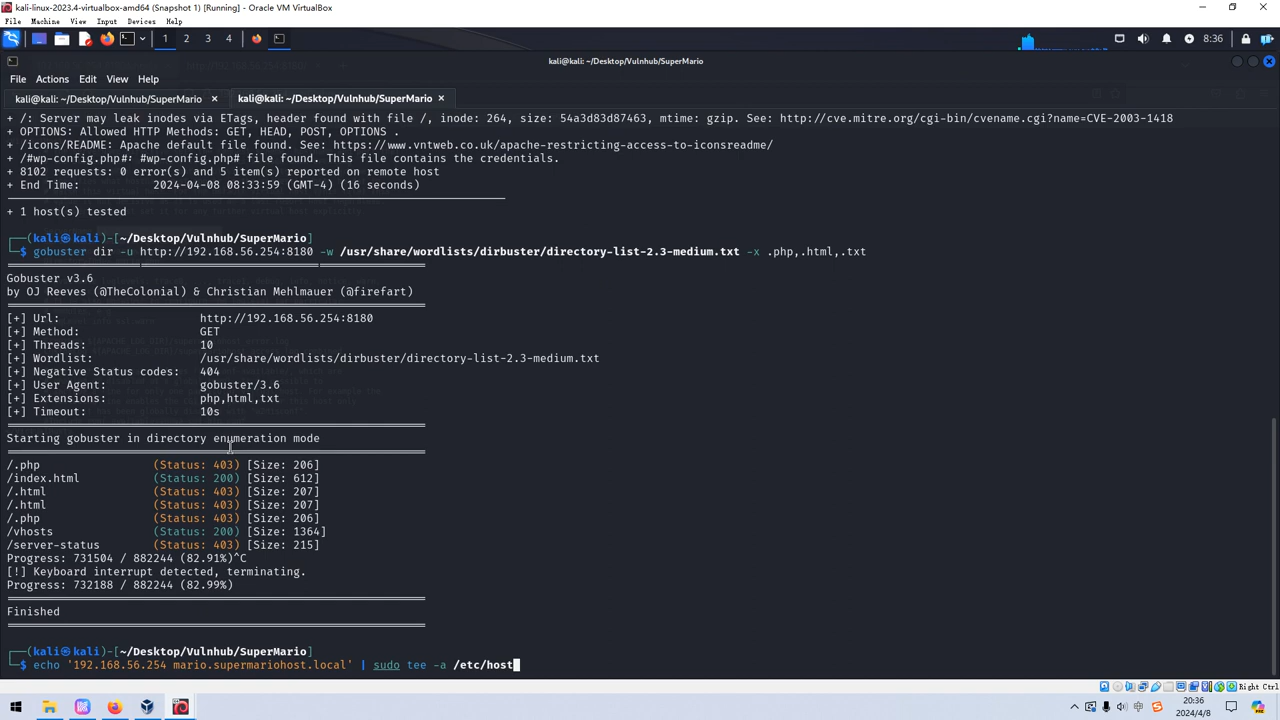 kali-linux-2023.4-virtualbox-amd64 (Snapshot 1) [Running] - Oracle VM VirtualBox
File Machine View Input Devices Help
1 2 3 4 8:36
kali@kali: ~/Desktop/Vulnhub/SuperMario
File Actions Edit View Help
kali@kali: ~/Desktop/Vulnhub/SuperMario × kali@kali: ~/Desktop/Vulnhub/SuperMario ×
+ /: Server may leak inodes via ETags, header found with file /, inode: 264, size: 54a3d83d87463, mtime: gzip. See: http://cve.mitre.org/cgi-bin/cvename.cgi?name=CVE-2003-1418
+ OPTIONS: Allowed HTTP Methods: GET, HEAD, POST, OPTIONS .
+ /icons/README: Apache default file found. See: https://www.vntweb.co.uk/apache-restricting-access-to-iconsreadme/
+ /#wp-config.php#: #wp-config.php# file found. This file contains the credentials.
+ 8102 requests: 0 error(s) and 5 item(s) reported on remote host
+ End Time: 2024-04-08 08:33:59 (GMT-4) (16 seconds)
+ 1 host(s) tested
┌──(kali㉿kali)-[~/Desktop/Vulnhub/SuperMario]
└─$ gobuster dir -u http://192.168.56.254:8180 -w /usr/share/wordlists/dirbuster/directory-list-2.3-medium.txt -x .php,.html,.txt
Gobuster v3.6
by OJ Reeves (@TheColonial) & Christian Mehlmauer (@firefart)
[+] Url: http://192.168.56.254:8180
[+] Method: GET
[+] Threads: 10
[+] Wordlist: /usr/share/wordlists/dirbuster/directory-list-2.3-medium.txt
[+] Negative Status codes: 404
[+] User Agent: gobuster/3.6
[+] Extensions: php,html,txt
[+] Timeout: 10s
Starting gobuster in directory enumeration mode
/.php (Status: 403) [Size: 206]
/index.html (Status: 200) [Size: 612]
/.html (Status: 403) [Size: 207]
/.html (Status: 403) [Size: 207]
/.php (Status: 403) [Size: 206]
/vhosts (Status: 200) [Size: 1364]
/server-status (Status: 403) [Size: 215]
Progress: 731504 / 882244 (82.91%)^C
[!] Keyboard interrupt detected, terminating.
Progress: 732188 / 882244 (82.99%)
Finished
┌──(kali㉿kali)-[~/Desktop/Vulnhub/SuperMario]
└─$ echo '192.168.56.254 mario.supermariohost.local' | sudo tee -a /etc/host
Right Ctrl
20:36
2024/4/8